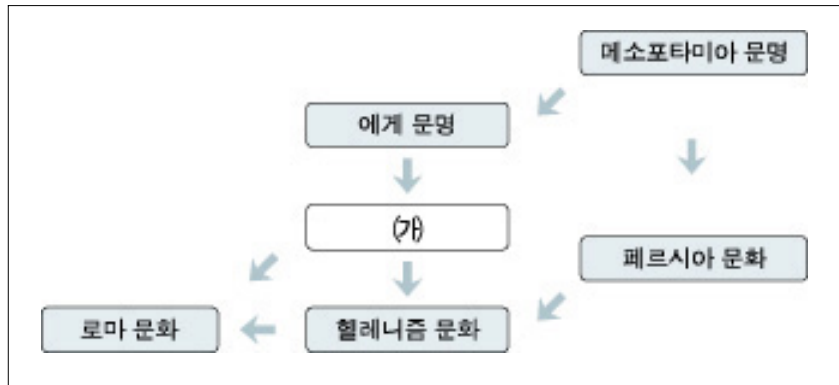 메소포타미아 문명
에게 문명
(가)
페르시아 문화
로마 문화
헬레니즘 문화